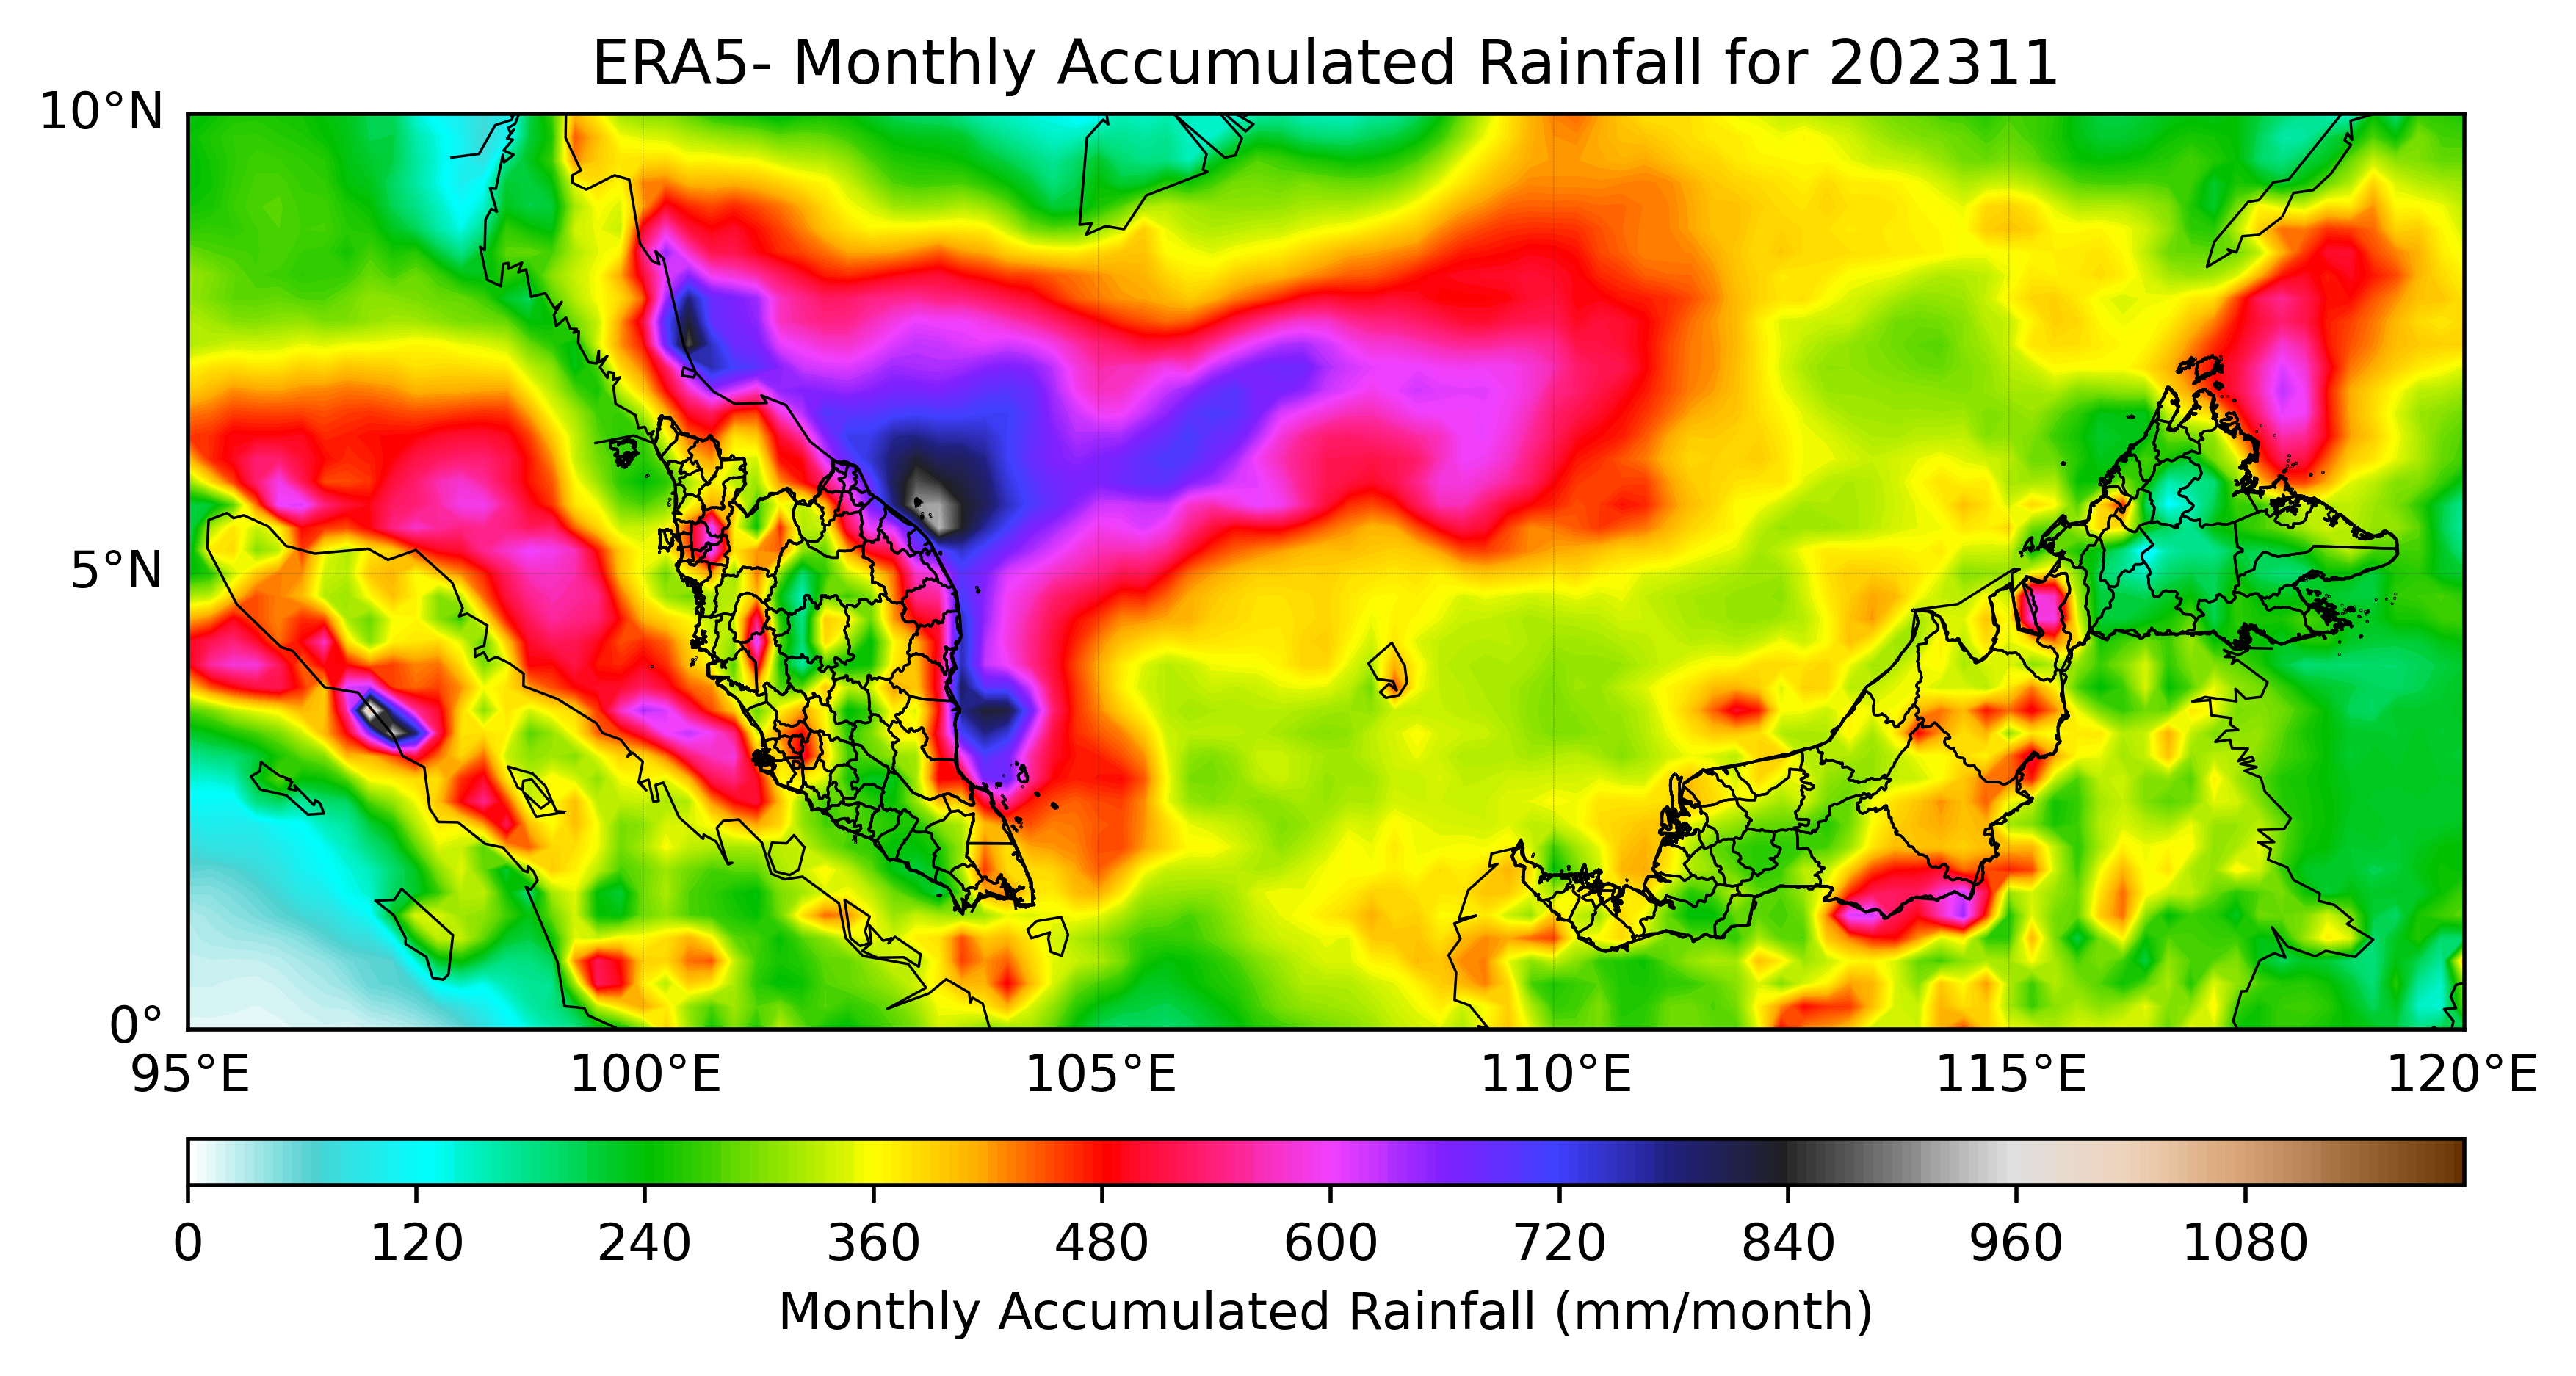 ERA5- Monthly Accumulated Rainfall for 202311
10°N
5°N
0°
95°E 100°E 105°E 110°E 115°E 120°E
0 120 240 360 480 600 720 840 960 1080
Monthly Accumulated Rainfall (mm/month)